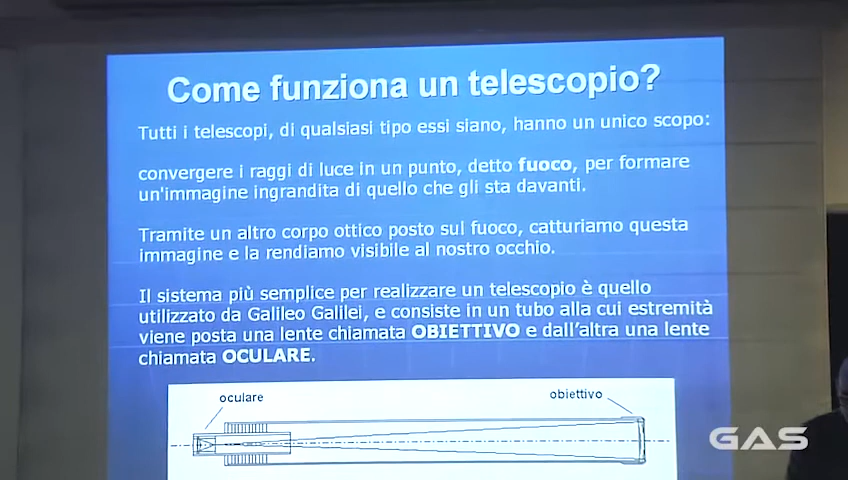 Come funziona un telescopio?
Tutti i telescopi, di qualsiasi tipo essi siano, hanno un unico scopo:
convergere i raggi di luce in un punto, detto fuoco, per formare
un'immagine ingrandita di quello che gli sta davanti.
Tramite un altro corpo ottico posto sul fuoco, catturiamo questa
immagine e la rendiamo visibile al nostro occhio.
Il sistema più semplice per realizzare un telescopio è quello
utilizzato da Galileo Galilei, e consiste in un tubo alla cui estremità
viene posta una lente chiamata OBIETTIVO e dall'altra una lente
chiamata OCULARE.
oculare
obiettivo
GAS